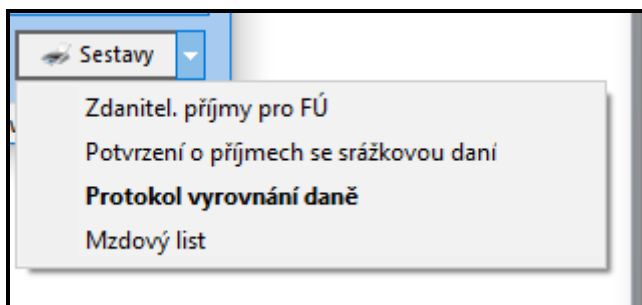 Sestavy
Zdanitel. příjmy pro FÚ
Potvrzení o příjmech se srážkovou daní
Protokol vyrovnání daně
Mzdový list